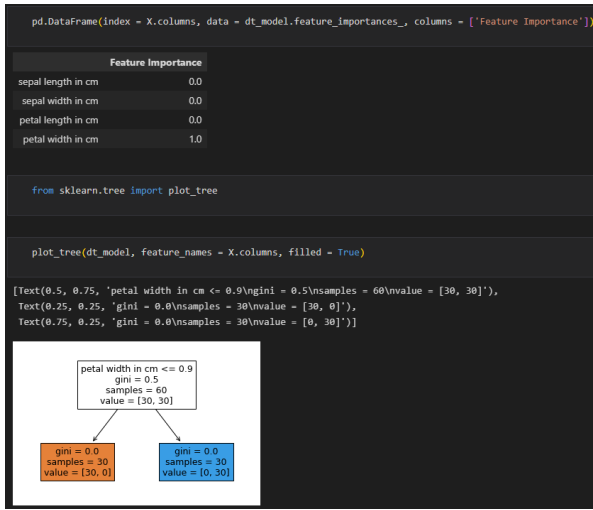 pd.DataFrame(index = X.columns, data = dt_model.feature_importances_, columns = ['Feature Importance'])
Feature Importance
sepal length in cm 0.0
sepal width in cm 0.0
petal length in cm 0.0
petal width in cm 1.0
from sklearn.tree import plot_tree
plot_tree(dt_model, feature_names = X.columns, filled = True)
[Text(0.5, 0.75, 'petal width in cm <= 0.9\ngini = 0.5\nsamples = 60\nvalue = [30, 30]'),
Text(0.25, 0.25, 'gini = 0.0\nsamples = 30\nvalue = [30, 0]'),
Text(0.75, 0.25, 'gini = 0.0\nsamples = 30\nvalue = [0, 30]')]
petal width in cm <= 0.9
gini = 0.5
samples = 60
value = [30, 30]
gini = 0.0
samples = 30
value = [30, 0]
gini = 0.0
samples = 30
value = [0, 30]